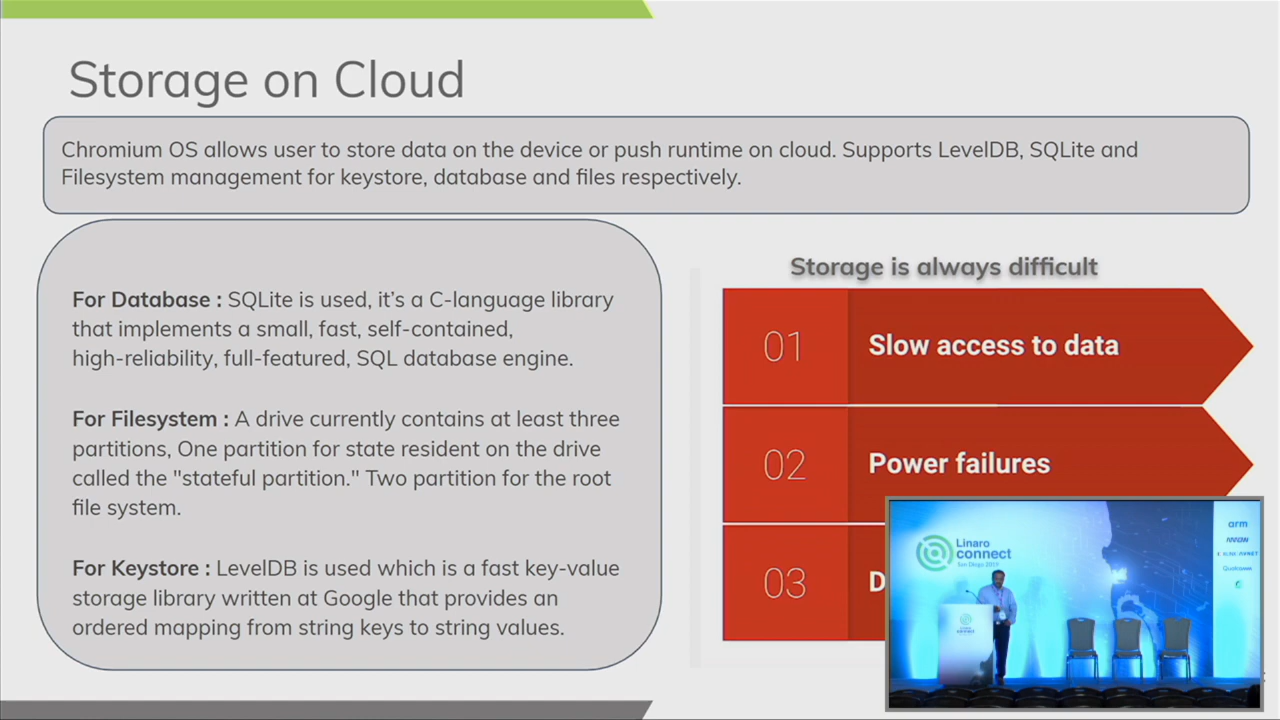 Storage on Cloud
Chromium OS allows user to store data on the device or push runtime on cloud. Supports LevelDB, SQLite and
Filesystem management for keystore, database and files respectively.
For Database : SQLite is used, it's a C-language library
that implements a small, fast, self-contained,
high-reliability, full-featured, SQL database engine.
For Filesystem : A drive currently contains at least three
partitions, One partition for state resident on the drive
called the "stateful partition." Two partition for the root
file system.
For Keystore : LevelDB is used which is a fast key-value
storage library written at Google that provides an
ordered mapping from string keys to string values.
Storage is always difficult
01 Slow access to data
02 Power failures
03 D
Linaro
connect
San Diego 2019
arm
Qualcomm